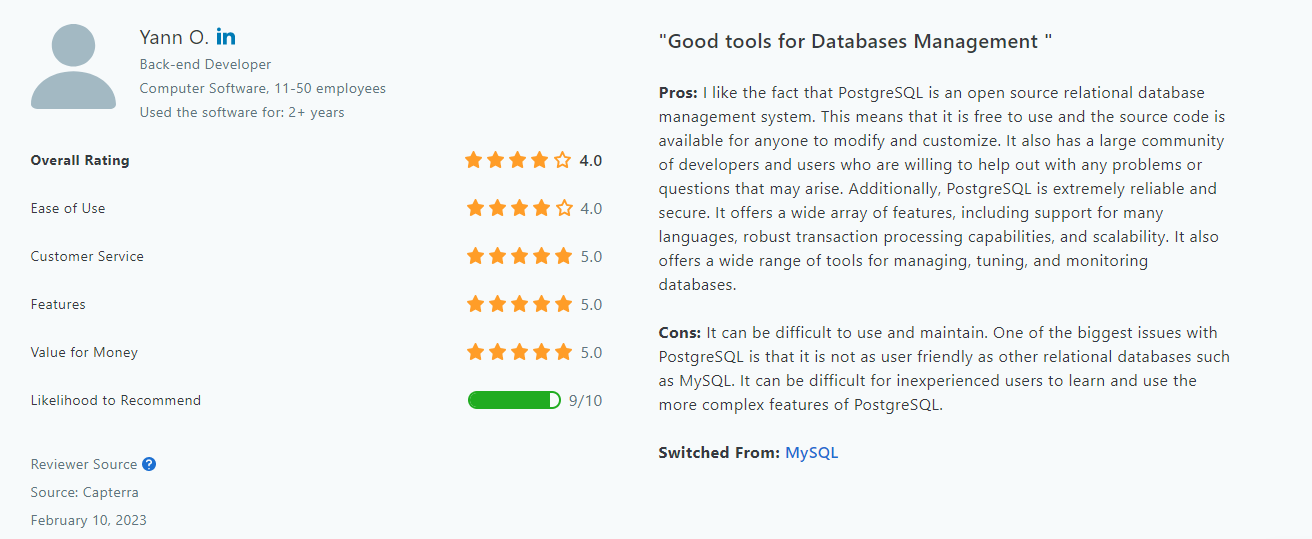 Yann O. in
Back-end Developer
Computer Software, 11-50 employees
Used the software for: 2+ years
Overall Rating 4.0
Ease of Use 4.0
Customer Service 5.0
Features 5.0
Value for Money 5.0
Likelihood to Recommend 9/10
Reviewer Source ?
Source: Capterra
February 10, 2023
"Good tools for Databases Management "
Pros: I like the fact that PostgreSQL is an open source relational database
management system. This means that it is free to use and the source code is
available for anyone to modify and customize. It also has a large community
of developers and users who are willing to help out with any problems or
questions that may arise. Additionally, PostgreSQL is extremely reliable and
secure. It offers a wide array of features, including support for many
languages, robust transaction processing capabilities, and scalability. It also
offers a wide range of tools for managing, tuning, and monitoring
databases.
Cons: It can be difficult to use and maintain. One of the biggest issues with
PostgreSQL is that it is not as user friendly as other relational databases such
as MySQL. It can be difficult for inexperienced users to learn and use the
more complex features of PostgreSQL.
Switched From: MySQL